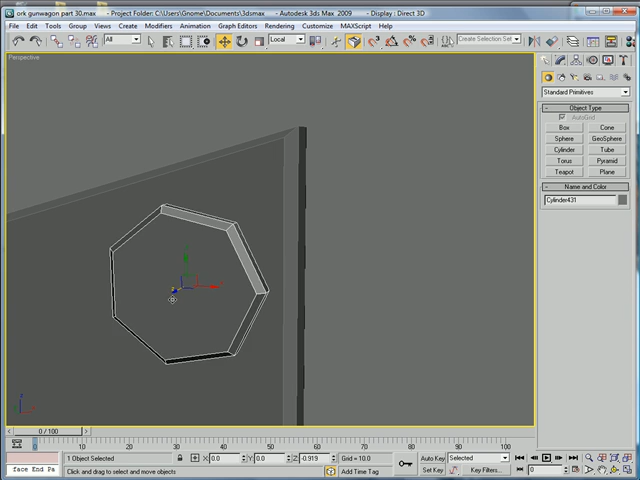 ork gunwagon part 30.max - Project Folder: C:\Users\Gnome\Documents\3dsmax - Autodesk 3ds Max 2009 - Display : Direct 3D
File Edit Tools Group Views Create Modifiers Animation Graph Editors Rendering Customize MAXScript Help
All Local Create Selection Set
Perspective
Standard Primitives
- Object Type
AutoGrid
Box Cone
Sphere GeoSphere
Cylinder Tube
Torus Pyramid
Teapot Plane
- Name and Color
Cylinder431
0 / 100
0 10 20 30 40 50 60 70 80 90 100
1 Object Selected X: 0.0 Y: 0.0 Z: -0.919 Grid = 10.0 Auto Key Selected
face End Pa Click and drag to select and move objects Add Time Tag Set Key Key Filters... 0